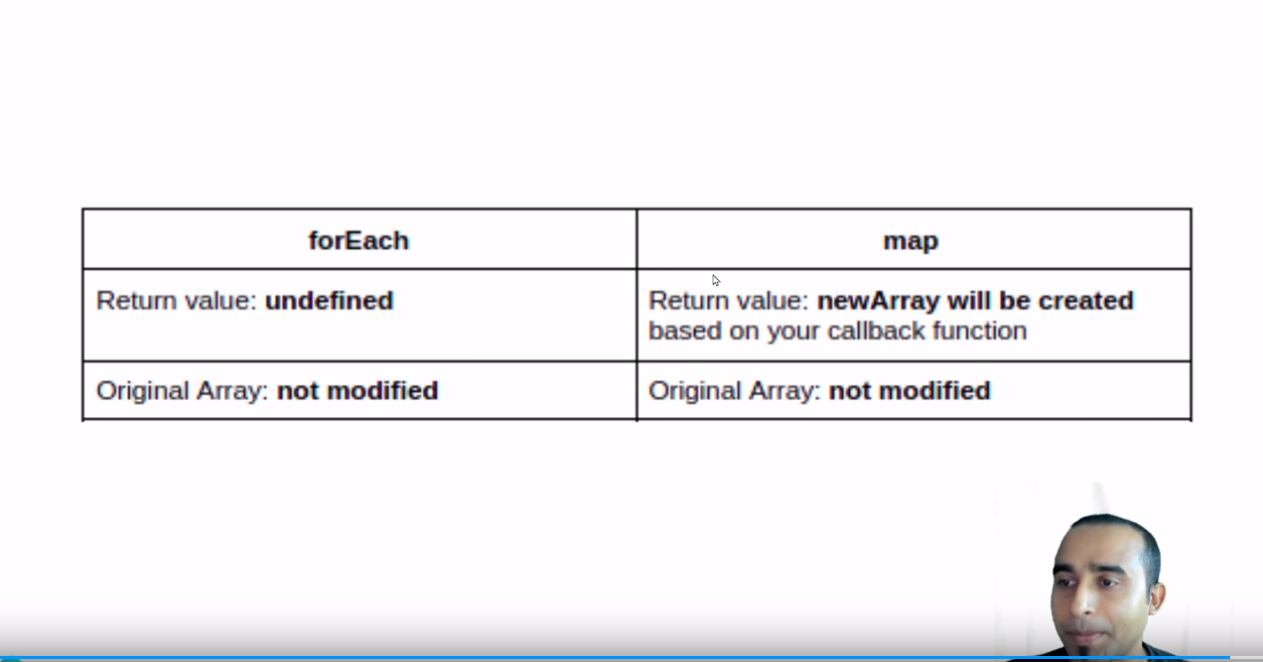 forEach
map
Return value: undefined
Return value: newArray will be created
based on your callback function
Original Array: not modified
Original Array: not modified